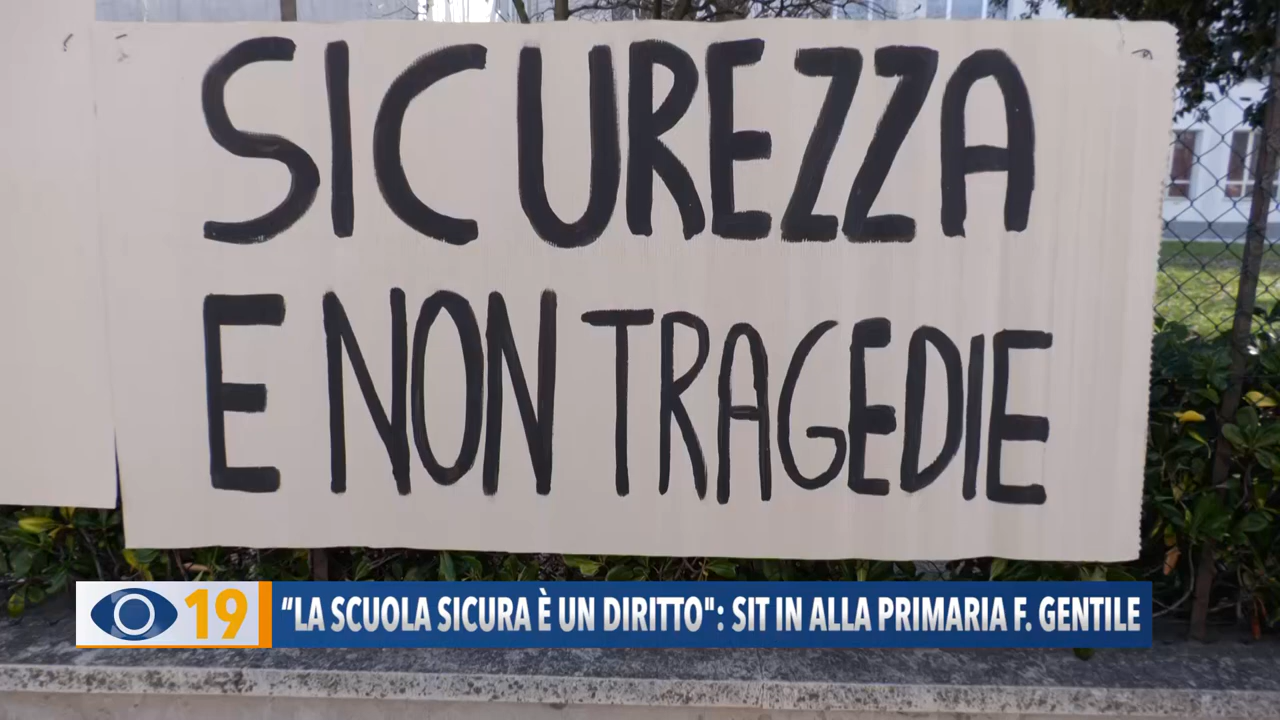 SICUREZZA
E NON TRAGEDIE
19 “LA SCUOLA SICURA È UN DIRITTO": SIT IN ALLA PRIMARIA F. GENTILE